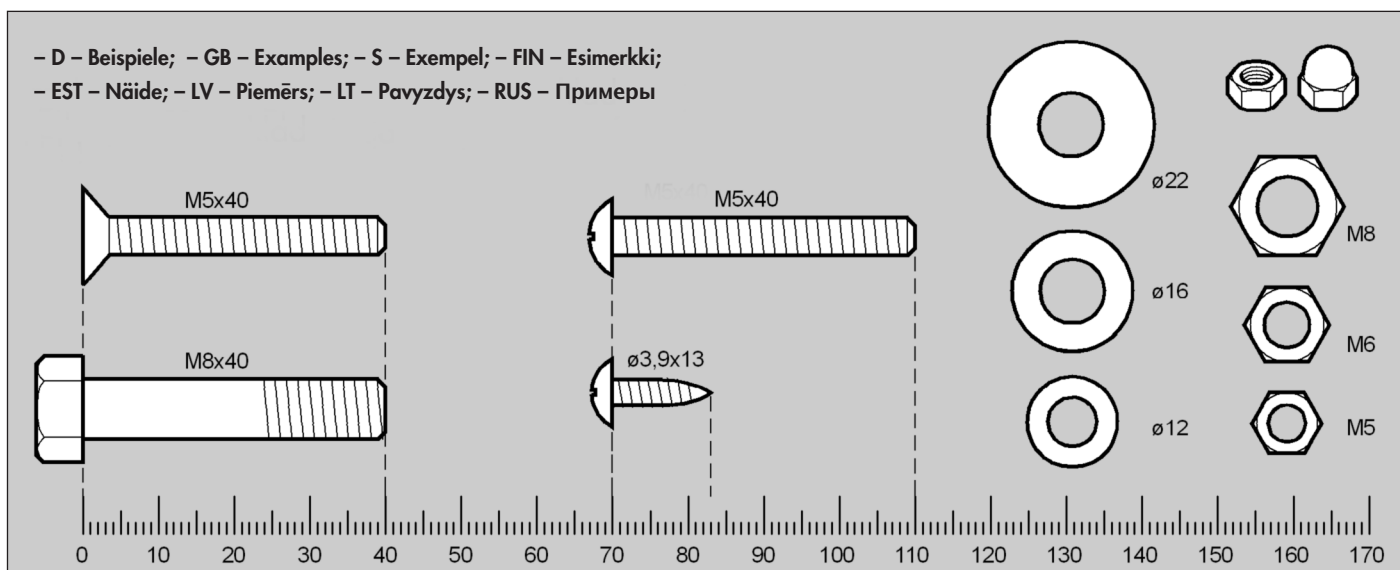 – D – Beispiele; – GB – Examples; – S – Exempel; – FIN – Esimerkki;
– EST – Näide; – LV – Piemērs; – LT – Pavyzdys; – RUS – Примеры
M5x40
M5x40
ø22
M8
ø16
M6
M8x40
ø3,9x13
ø12
M5
0 10 20 30 40 50 60 70 80 90 100 110 120 130 140 150 160 170